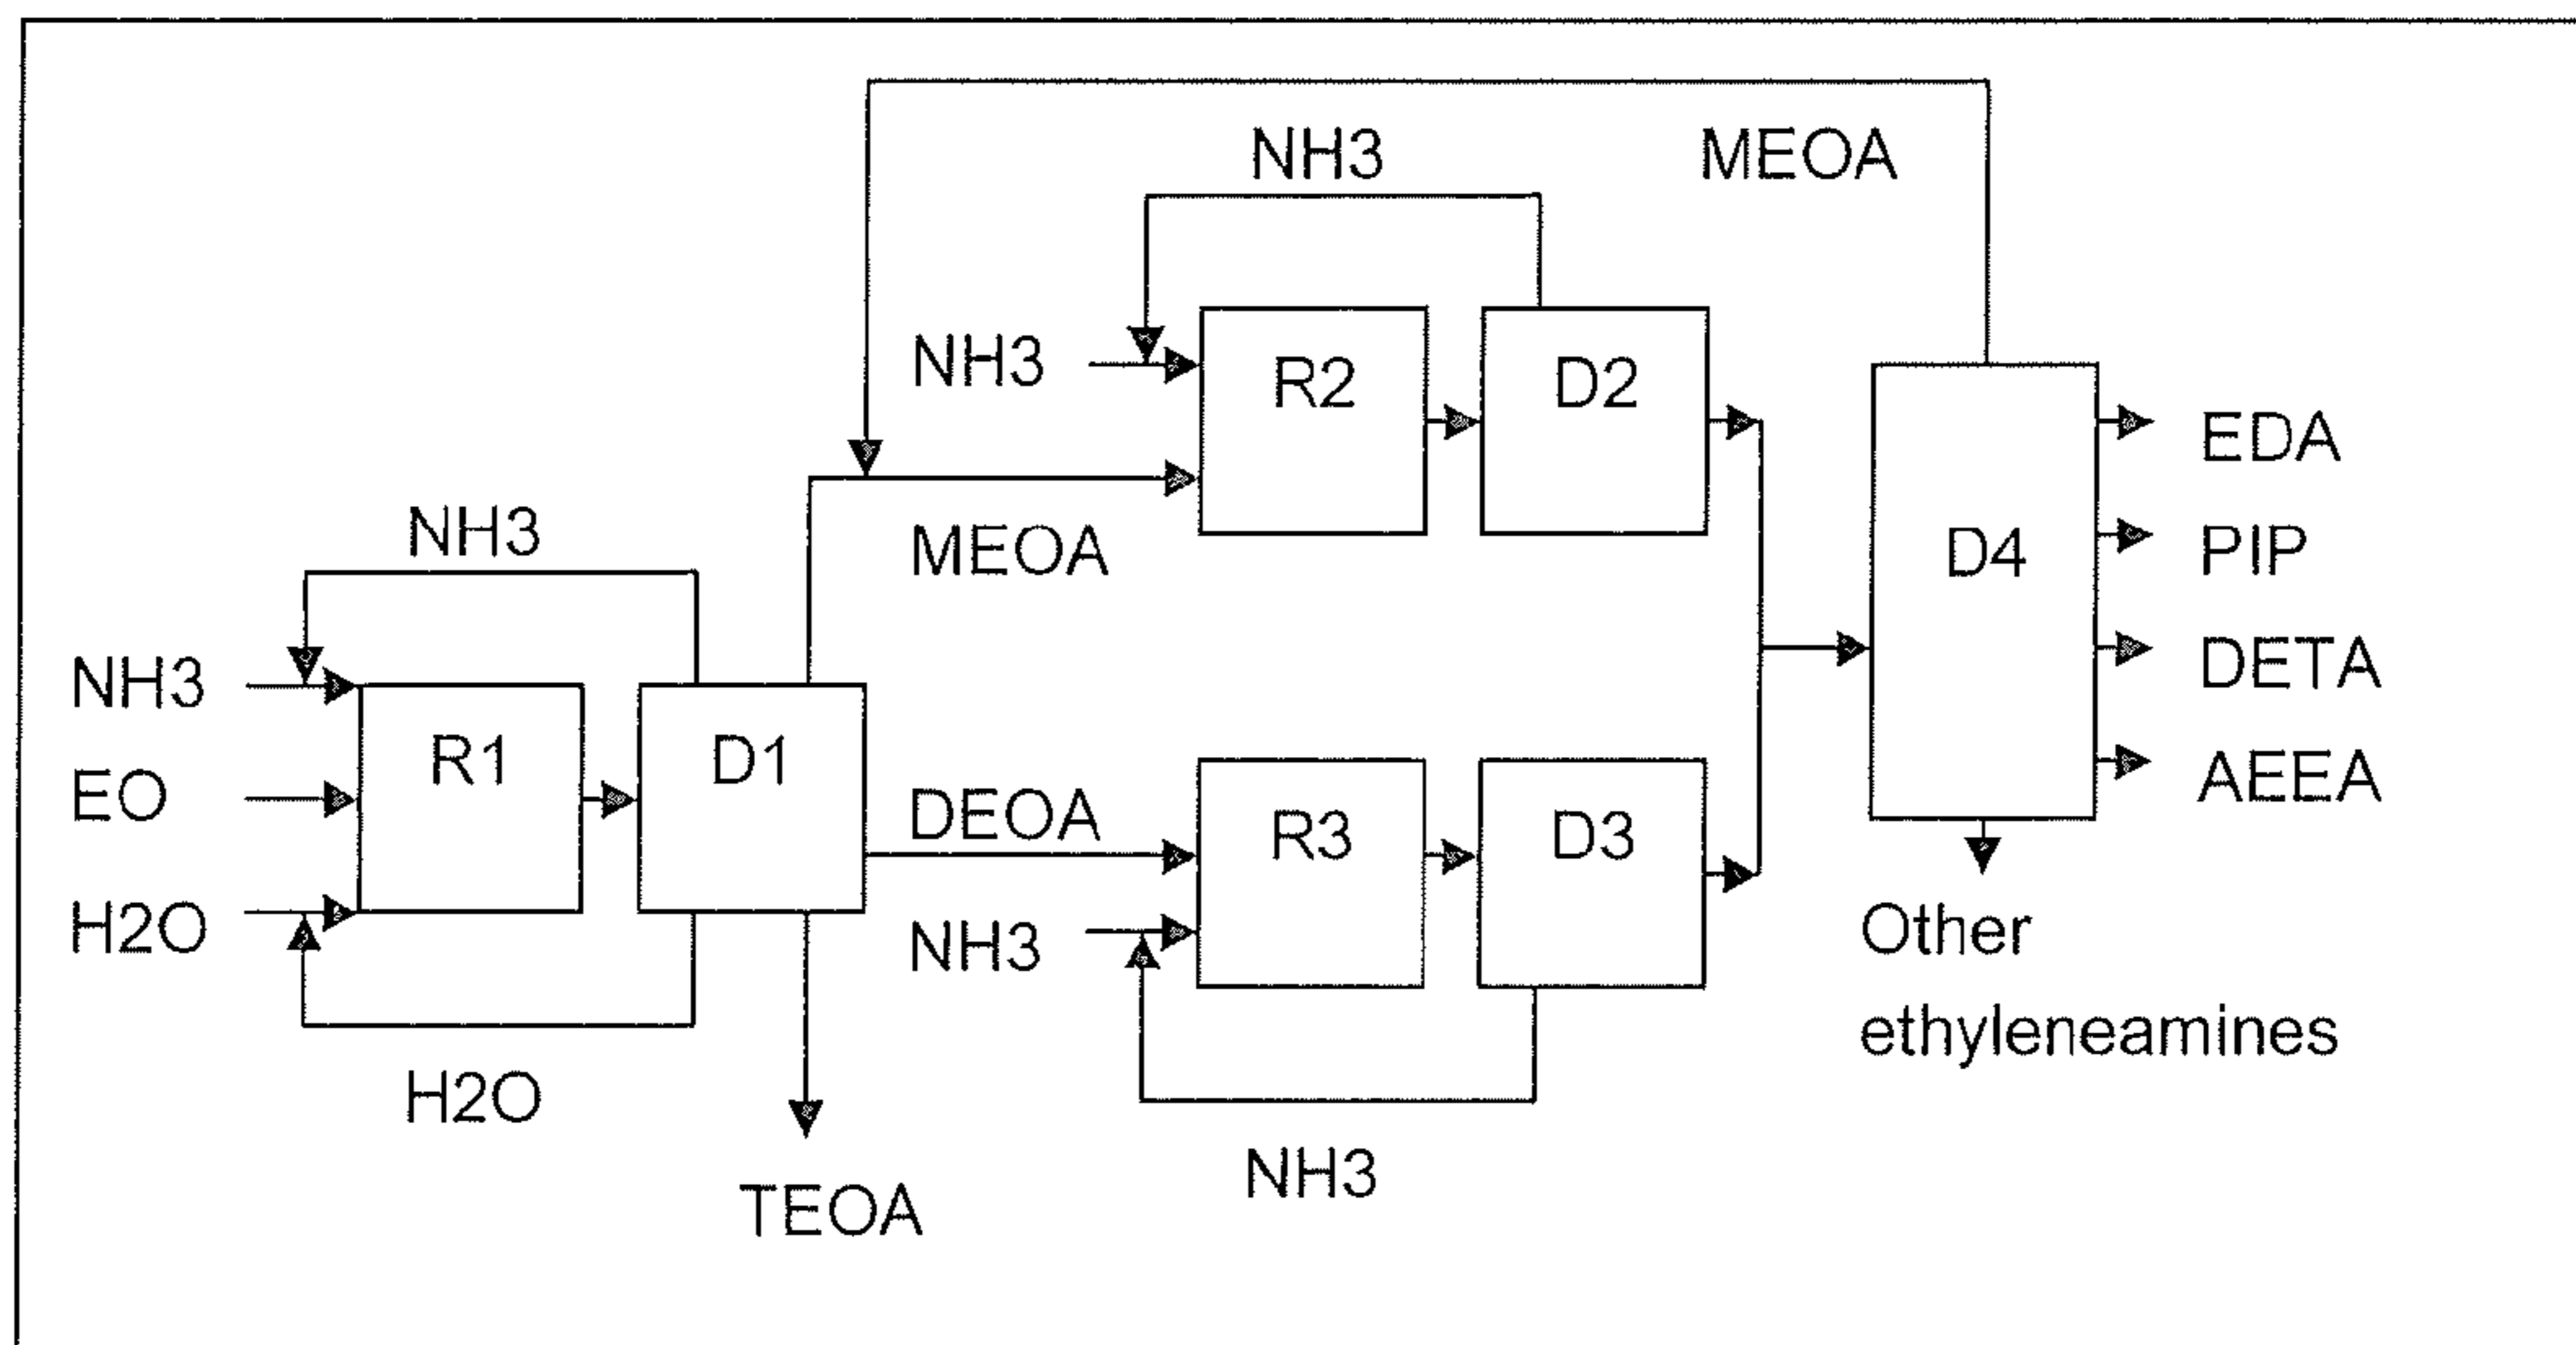 NH3
MEOA
NH3
R2
D2
EDA
MEOA
NH3
D4
PIP
NH3
R1
D1
DETA
EO
DEOA
R3
D3
AEEA
H2O
NH3
Other
ethyleneamines
H2O
NH3
TEOA